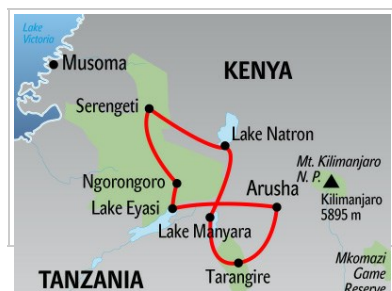 Lake
Victoria
Musoma
KENYA
Serengeti
Lake Natron
Mt. Kilimanjaro
N. P.
Ngorongoro
Arusha
Kilimanjaro
5895 m
Lake Eyasi
Lake Manyara
Mkomazi
Game
Reserve
TANZANIA
Tarangire